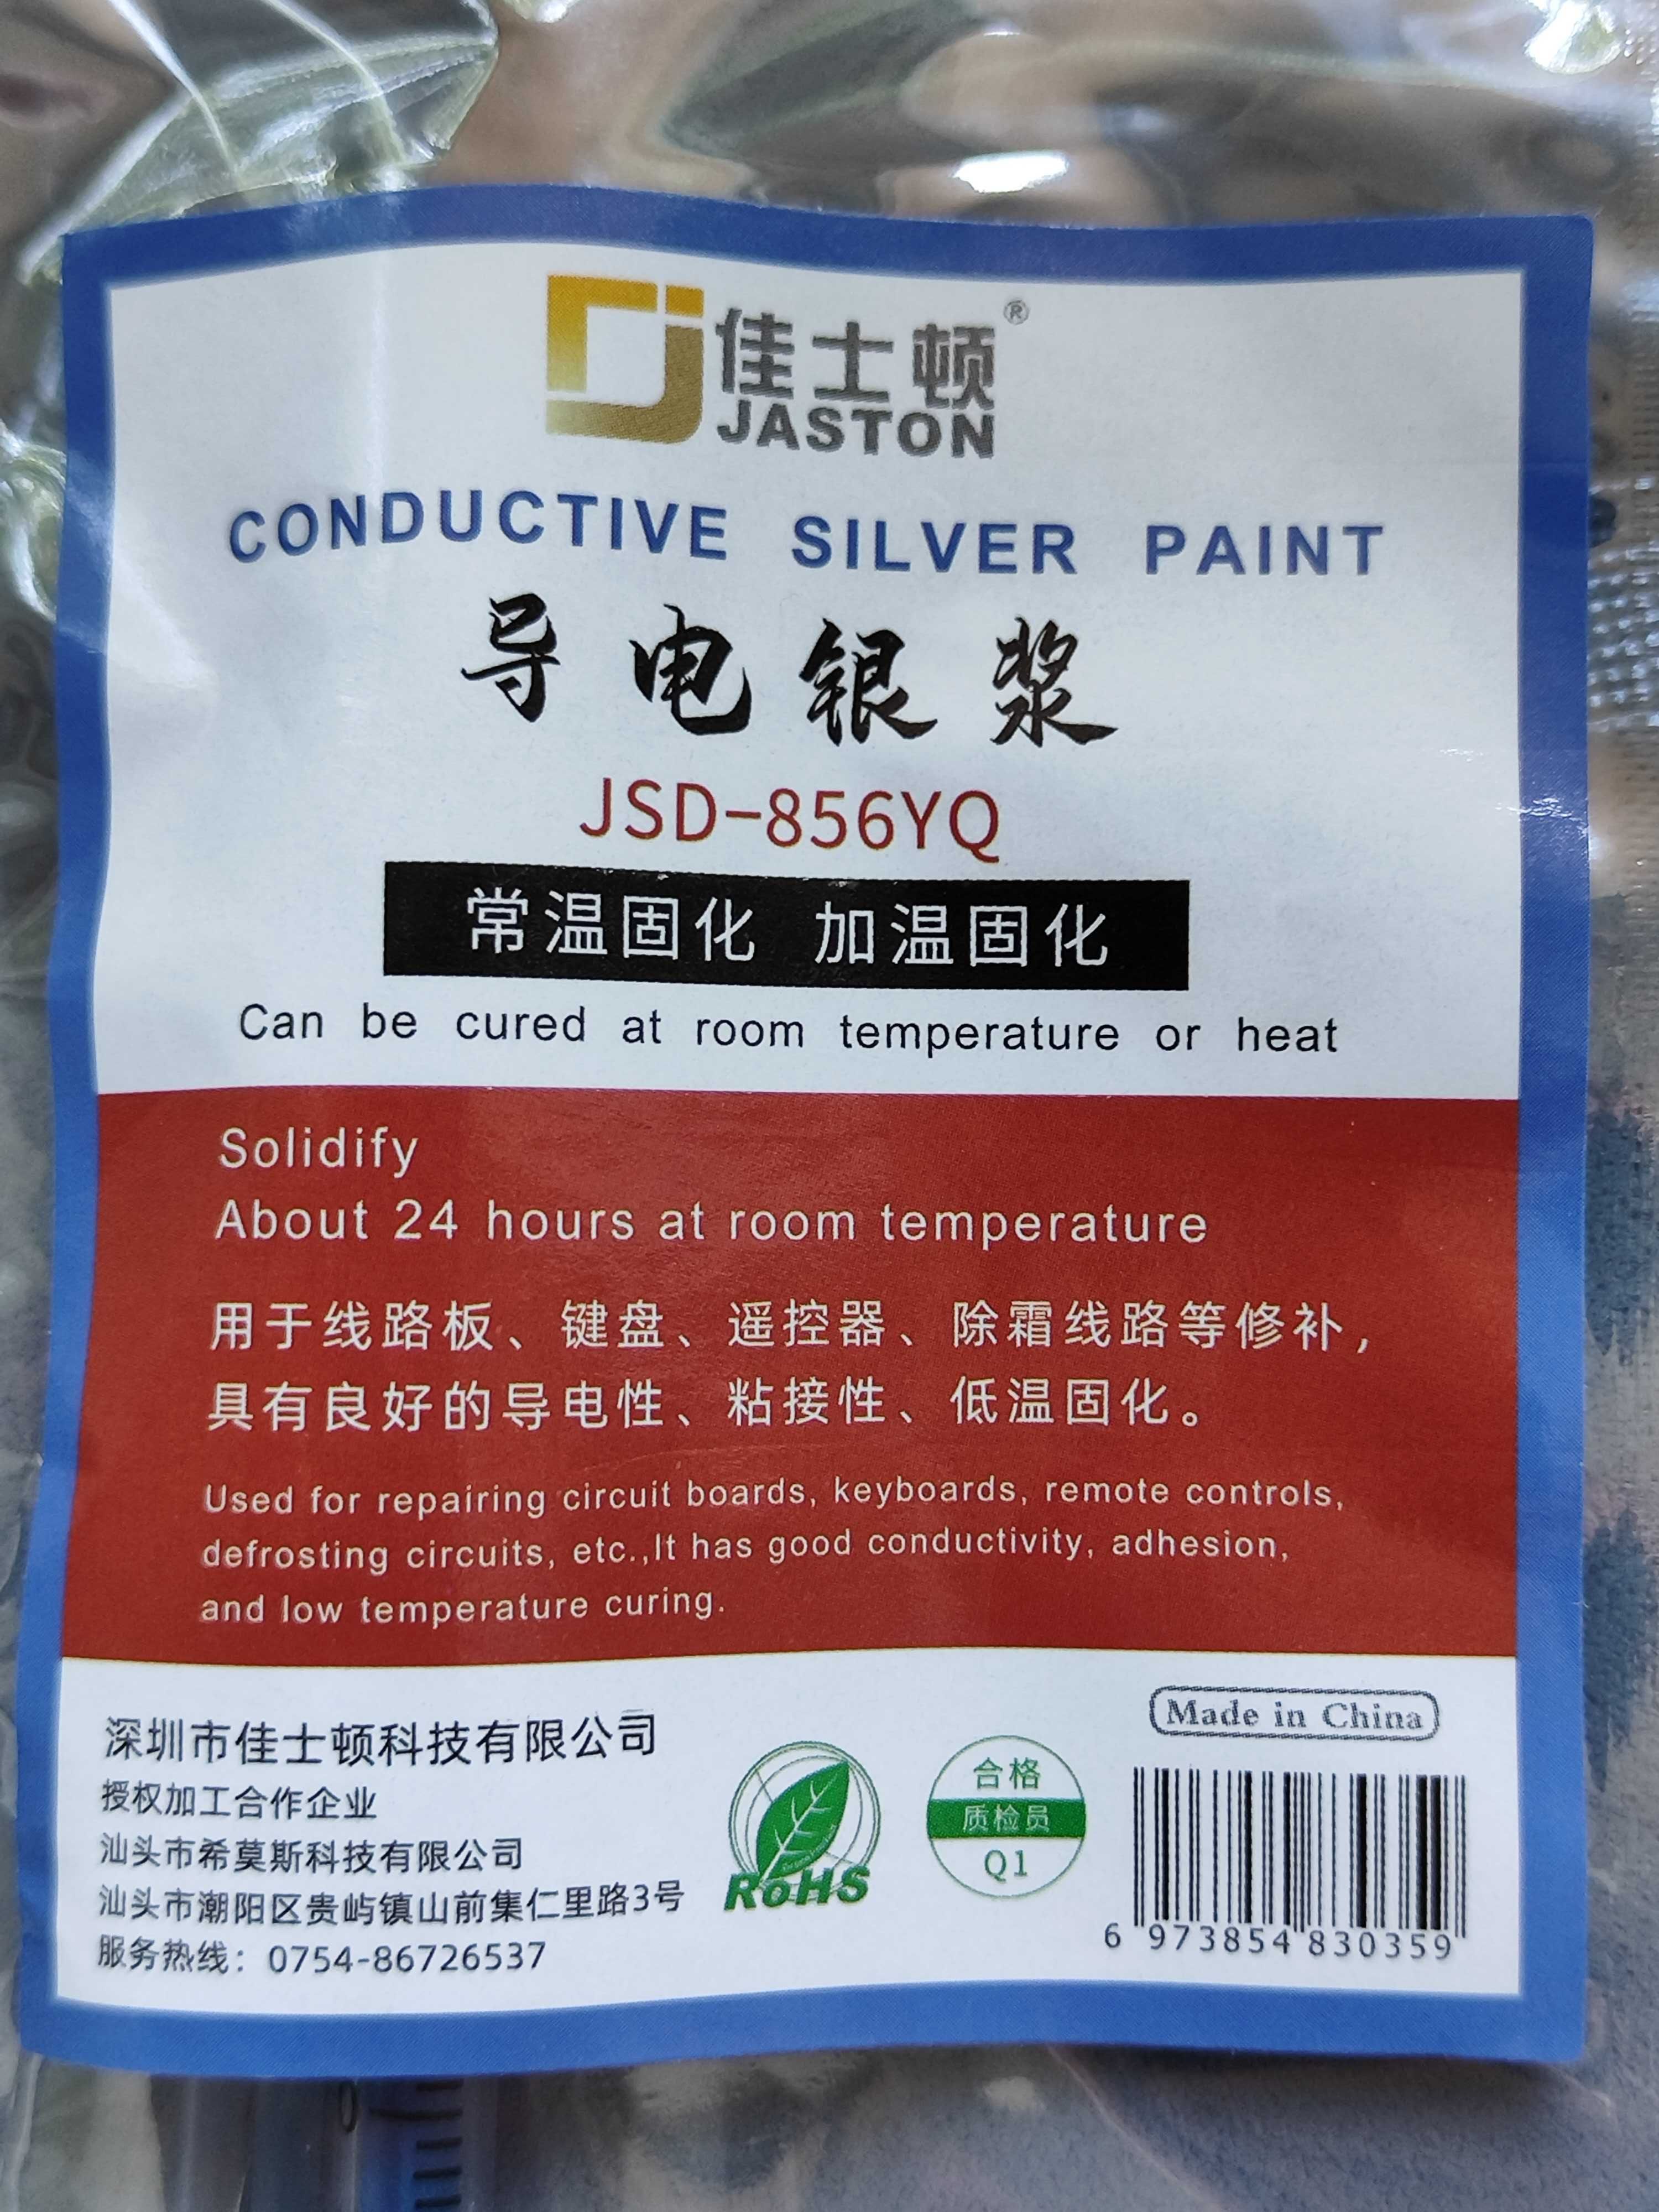 佳士顿®
JASTON
CONDUCTIVE SILVER PAINT
导电银浆
JSD-856YQ
常温固化 加温固化
Can be cured at room temperature or heat
Solidify
About 24 hours at room temperature
用于线路板、键盘、遥控器、除霜线路等修补，
具有良好的导电性、粘接性、低温固化。
Used for repairing circuit boards, keyboards, remote controls,
defrosting circuits, etc.,It has good conductivity, adhesion,
and low temperature curing.
深圳市佳士顿科技有限公司
授权加工合作企业
汕头市希莫斯科技有限公司
汕头市潮阳区贵屿镇山前集仁里路3号
服务热线：0754-86726537
RoHS
合格
质检员
Q1
Made in China
6 973854 830359
0